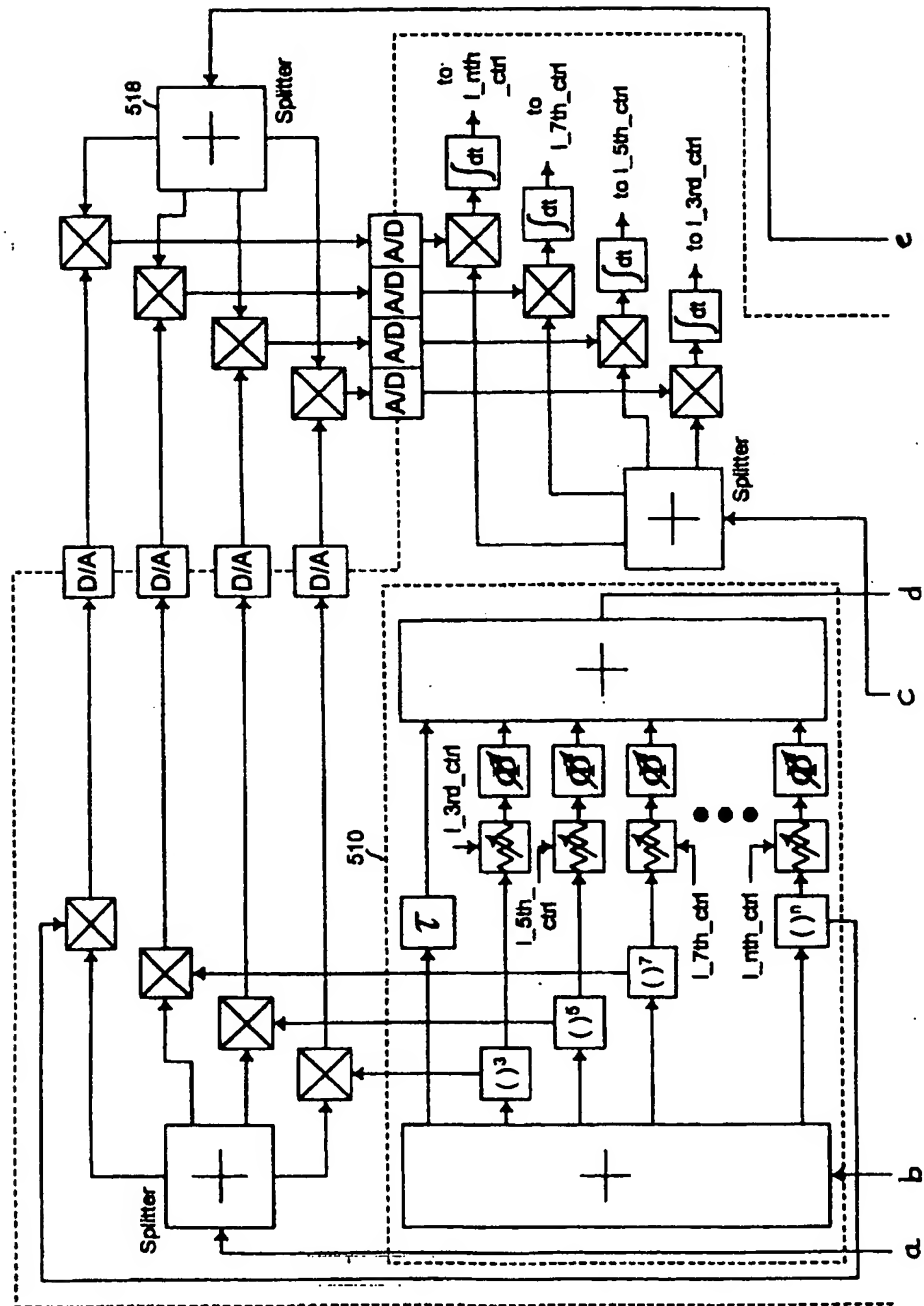 518
Splitter
to
I_nth
_ctrl
∫dt
to
I_7th_ctrl
∫dt
to I_5th_ctrl
∫dt
to I_3rd_ctrl
∫dt
A/D
A/D
A/D
A/D
Splitter
D/A
D/A
D/A
D/A
Splitter
510
τ
I_3rd_ctrl
I_5th_
ctrl
I_7th_ctrl
I_nth_ctrl
( )³
( )⁵
( )⁷
( )ⁿ
Φ
Φ
Φ
Φ
a
b
c
d
e